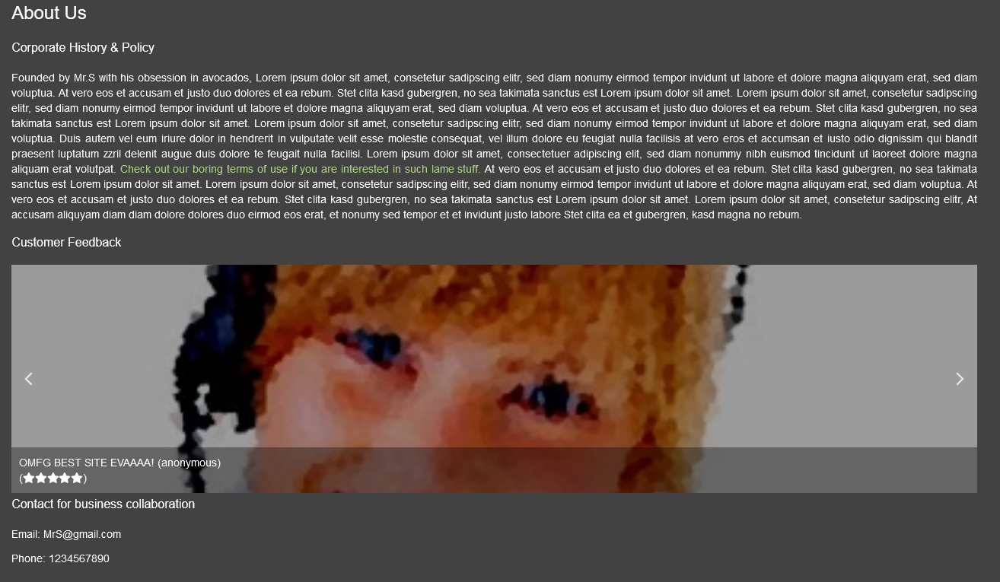 About Us
Corporate History & Policy
Founded by Mr.S with his obsession in avocados, Lorem ipsum dolor sit amet, consetetur sadipscing elitr, sed diam nonumy eirmod tempor invidunt ut labore et dolore magna aliquyam erat, sed diam
voluptua. At vero eos et accusam et justo duo dolores et ea rebum. Stet clita kasd gubergren, no sea takimata sanctus est Lorem ipsum dolor sit amet. Lorem ipsum dolor sit amet, consetetur sadipscing
elitr, sed diam nonumy eirmod tempor invidunt ut labore et dolore magna aliquyam erat, sed diam voluptua. At vero eos et accusam et justo duo dolores et ea rebum. Stet clita kasd gubergren, no sea
takimata sanctus est Lorem ipsum dolor sit amet. Lorem ipsum dolor sit amet, consetetur sadipscing elitr, sed diam nonumy eirmod tempor invidunt ut labore et dolore magna aliquyam erat, sed diam
voluptua. Duis autem vel eum iriure dolor in hendrerit in vulputate velit esse molestie consequat, vel illum dolore eu feugiat nulla facilisis at vero eros et accumsan et iusto odio dignissim qui blandit
praesent luptatum zzril delenit augue duis dolore te feugait nulla facilisi. Lorem ipsum dolor sit amet, consectetuer adipiscing elit, sed diam nonummy nibh euismod tincidunt ut laoreet dolore magna
aliquam erat volutpat. Check out our boring terms of use if you are interested in such lame stuff. At vero eos et accusam et justo duo dolores et ea rebum. Stet clita kasd gubergren, no sea takimata
sanctus est Lorem ipsum dolor sit amet. Lorem ipsum dolor sit amet, consetetur sadipscing elitr, sed diam nonumy eirmod tempor invidunt ut labore et dolore magna aliquyam erat, sed diam voluptua. At
vero eos et accusam et justo duo dolores et ea rebum. Stet clita kasd gubergren, no sea takimata sanctus est Lorem ipsum dolor sit amet. Lorem ipsum dolor sit amet, consetetur sadipscing elitr, At
accusam aliquyam diam diam dolore dolores duo eirmod eos erat, et nonumy sed tempor et et invidunt justo labore Stet clita ea et gubergren, kasd magna no rebum.
Customer Feedback
OMFG BEST SITE EVAAAA! (anonymous)
(★★★★★)
Contact for business collaboration
Email: MrS@gmail.com
Phone: 1234567890